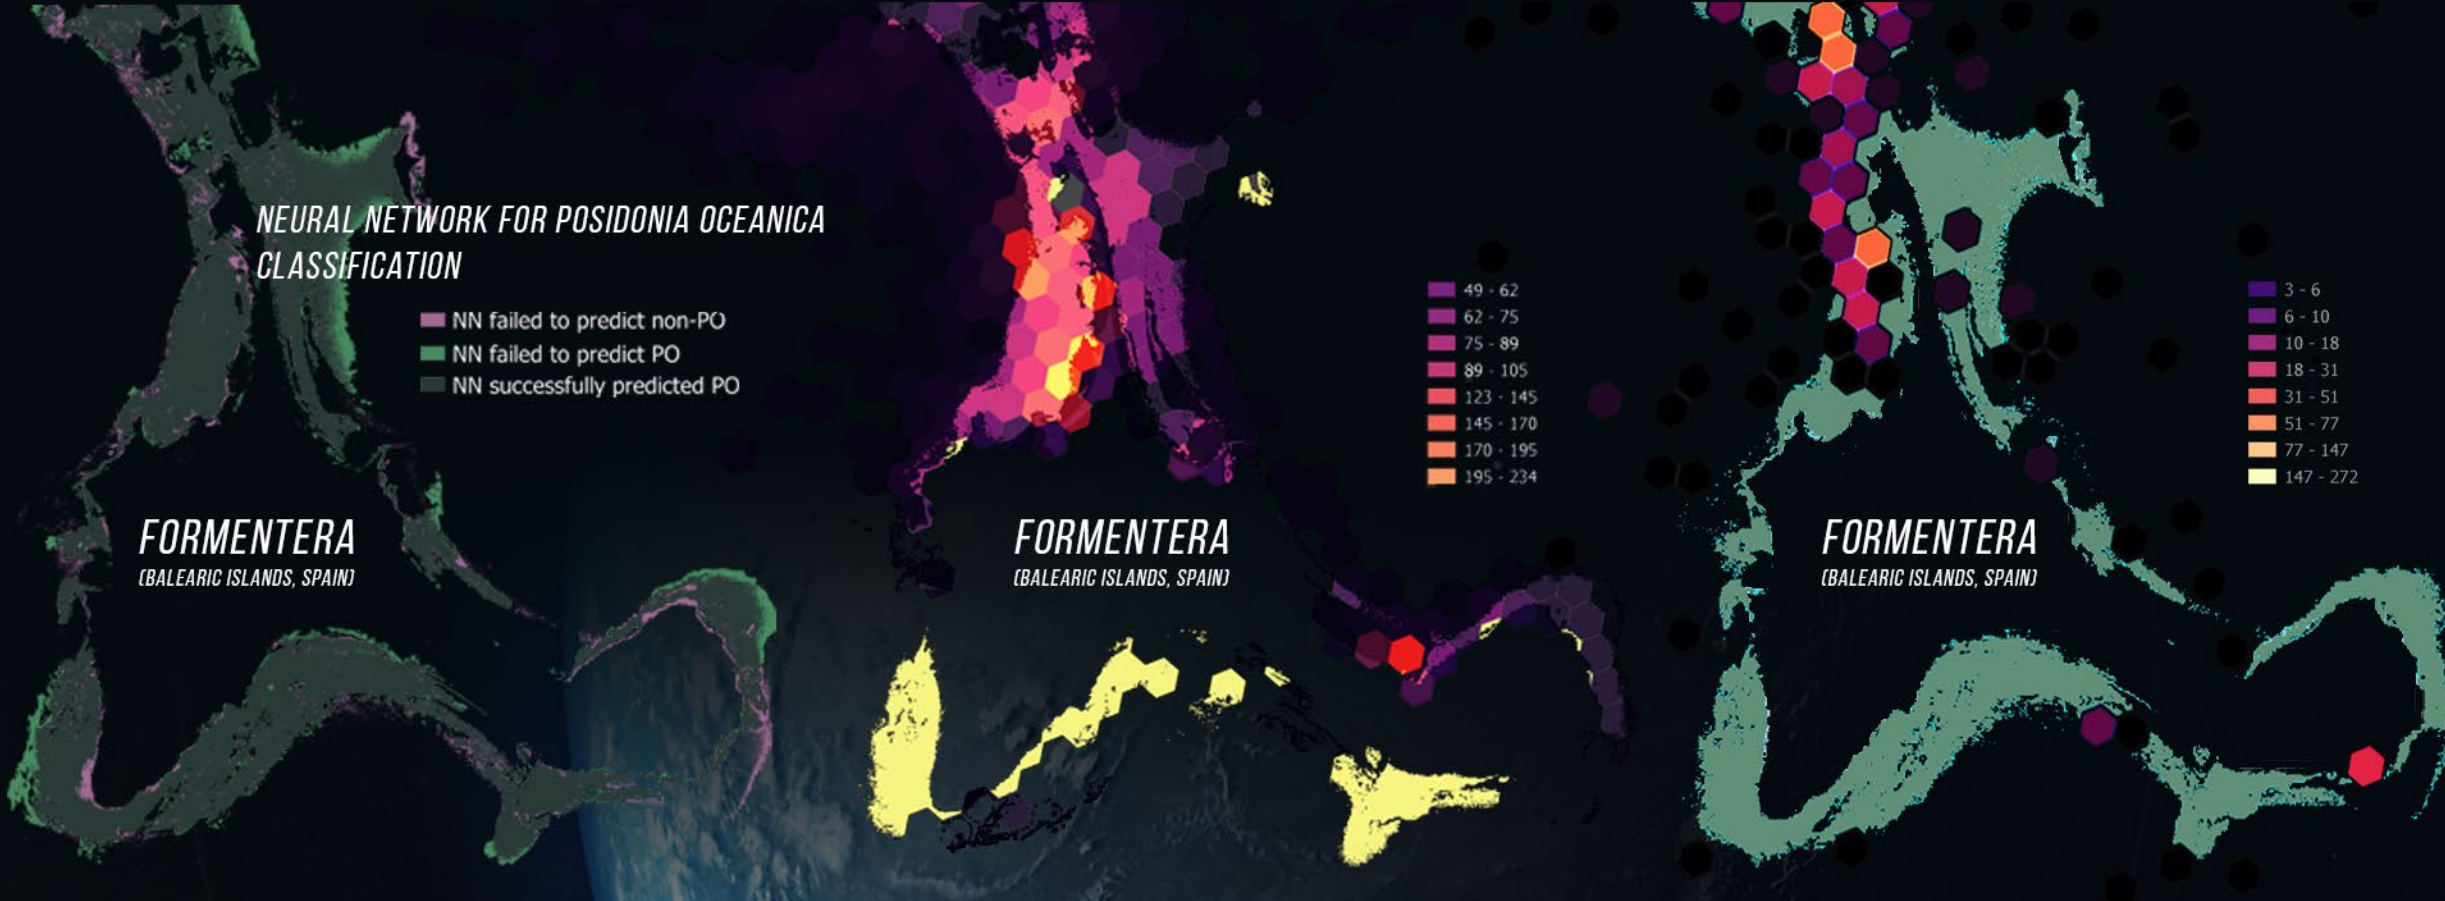 NEURAL NETWORK FOR POSIDONIA OCEANICA
CLASSIFICATION
NN failed to predict non-PO
NN failed to predict PO
NN successfully predicted PO
FORMENTERA
(BALEARIC ISLANDS, SPAIN)
49 - 62
62 - 75
75 - 89
89 - 105
123 - 145
145 - 170
170 - 195
195 - 234
FORMENTERA
(BALEARIC ISLANDS, SPAIN)
3 - 6
6 - 10
10 - 18
18 - 31
31 - 51
51 - 77
77 - 147
147 - 272
FORMENTERA
(BALEARIC ISLANDS, SPAIN)